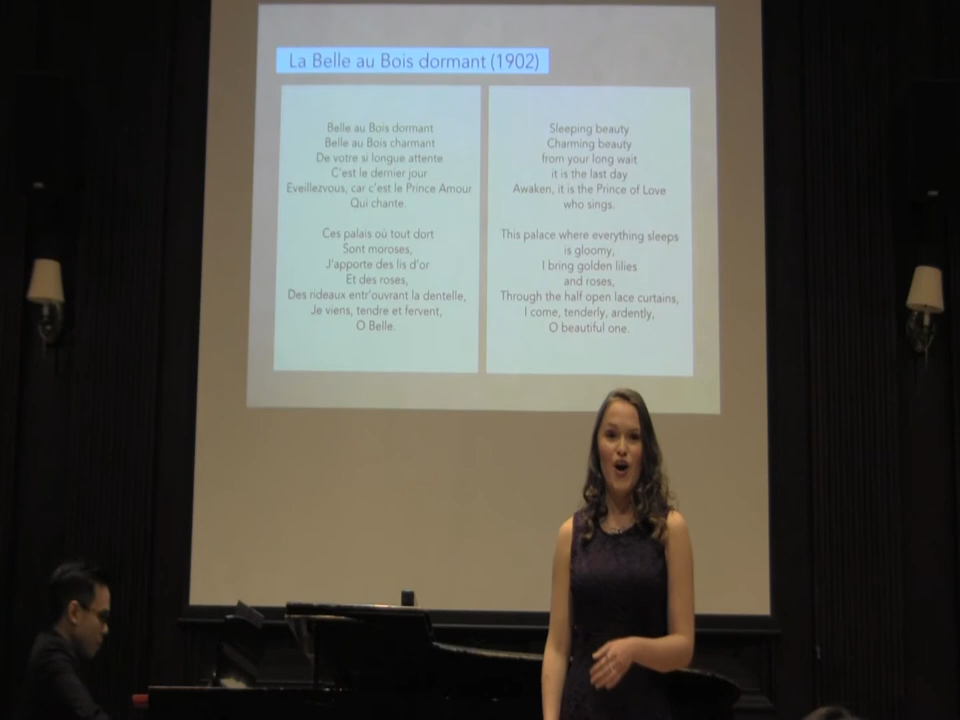 La Belle au Bois dormant (1902)
Belle au Bois dormant
Belle au Bois charmant
De votre si longue attente
C'est le dernier jour
Eveillezvous, car c'est le Prince Amour
Qui chante.
Ces palais où tout dort
Sont moroses,
J'apporte des lis d'or
Et des roses,
Des rideaux entr'ouvrant la dentelle,
Je viens, tendre et fervent,
O Belle.
Sleeping beauty
Charming beauty
from your long wait
it is the last day
Awaken, it is the Prince of Love
who sings.
This palace where everything sleeps
is gloomy,
I bring golden lilies
and roses,
Through the half open lace curtains,
I come, tenderly, ardently,
O beautiful one.